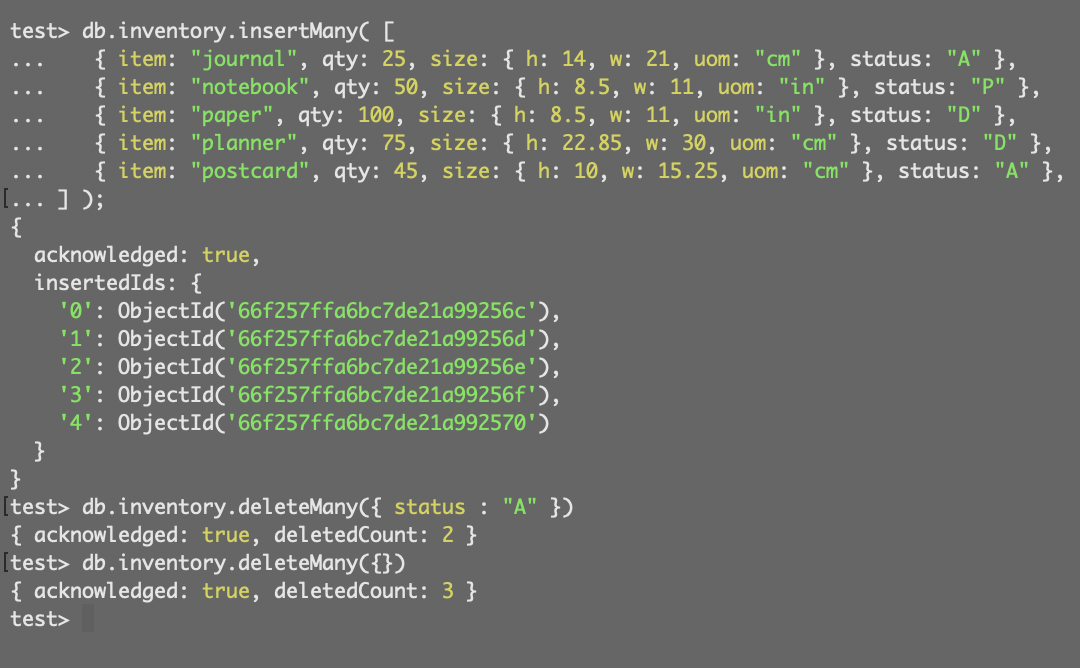 test> db.inventory.insertMany( [
...    { item: "journal", qty: 25, size: { h: 14, w: 21, uom: "cm" }, status: "A" },
...    { item: "notebook", qty: 50, size: { h: 8.5, w: 11, uom: "in" }, status: "P" },
...    { item: "paper", qty: 100, size: { h: 8.5, w: 11, uom: "in" }, status: "D" },
...    { item: "planner", qty: 75, size: { h: 22.85, w: 30, uom: "cm" }, status: "D" },
...    { item: "postcard", qty: 45, size: { h: 10, w: 15.25, uom: "cm" }, status: "A" },
[... ] );
{
  acknowledged: true,
  insertedIds: {
    '0': ObjectId('66f257ffa6bc7de21a99256c'),
    '1': ObjectId('66f257ffa6bc7de21a99256d'),
    '2': ObjectId('66f257ffa6bc7de21a99256e'),
    '3': ObjectId('66f257ffa6bc7de21a99256f'),
    '4': ObjectId('66f257ffa6bc7de21a992570')
  }
}
[test> db.inventory.deleteMany({ status : "A" })
{ acknowledged: true, deletedCount: 2 }
[test> db.inventory.deleteMany({})
{ acknowledged: true, deletedCount: 3 }
test>